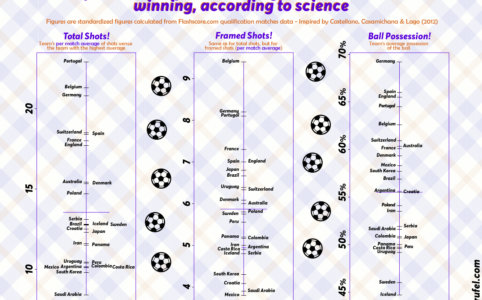 winning, according to science
Figures are standardised figures calculated from Flashscore.com qualification matches data - Inspired by Castellano, Casamichana & Lago (2012)
Total Shots!
Team's per match average of shots versus
the team with the highest average.
Portugal
Belgium
Germany
20
Switzerland
Spain
France
England
Australia
Denmark
Poland
15
Serbia
Brazil
Croatia
Iceland
Sweden
Japan
Iran
Panama
Uruguay
Mexico
Argentina
South Korea
Peru
Colombia
Costa Rica
10
Saudi Arabia
Framed Shots!
Same as for total shots, but for
framed shots (per match average)
Belgium
9
8
Germany
Portugal
France
7
Spain
England
Japan
Brazil
Uruguay
Switzerland
6
Denmark
Australia
Sweden
Poland
Peru
5
Panama
Colombia
Iran
Argentina
Costa Rica
Iceland
Serbia
South Korea
Croatia
4
Saudi Arabia
Mexico
Ball Possession!
Team's average possession
of the ball
70%
Germany
65%
Spain
England
Portugal
Belgium
60%
Switzerland
France
Australia
Denmark
Mexico
South Korea
Brazil
55%
Argentina
Croatia
Poland
Iran
Saudi Arabia
Serbia
Colombia
Japan
50%
Panama
Costa Rica
Peru
Uruguay
Sweden
45%
Iceland
rufel.com